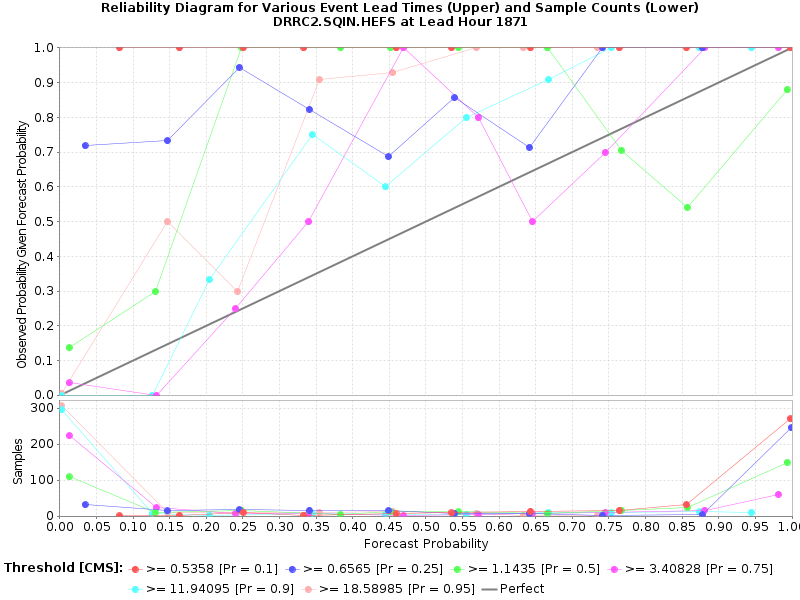 Reliability Diagram for Various Event Lead Times (Upper) and Sample Counts (Lower)
DRRC2.SQIN.HEFS at Lead Hour 1871
Observed Probability Given Forecast Probability
1.0
0.9
0.8
0.7
0.6
0.5
0.4
0.3
0.2
0.1
0.0
Samples
300
200
100
0
0.00 0.05 0.10 0.15 0.20 0.25 0.30 0.35 0.40 0.45 0.50 0.55 0.60 0.65 0.70 0.75 0.80 0.85 0.90 0.95 1.0
Forecast Probability
Threshold [CMS]: >= 0.5358 [Pr = 0.1] >= 0.6565 [Pr = 0.25] >= 1.1435 [Pr = 0.5] >= 3.40828 [Pr = 0.75]
>= 11.94095 [Pr = 0.9] >= 18.58985 [Pr = 0.95] Perfect